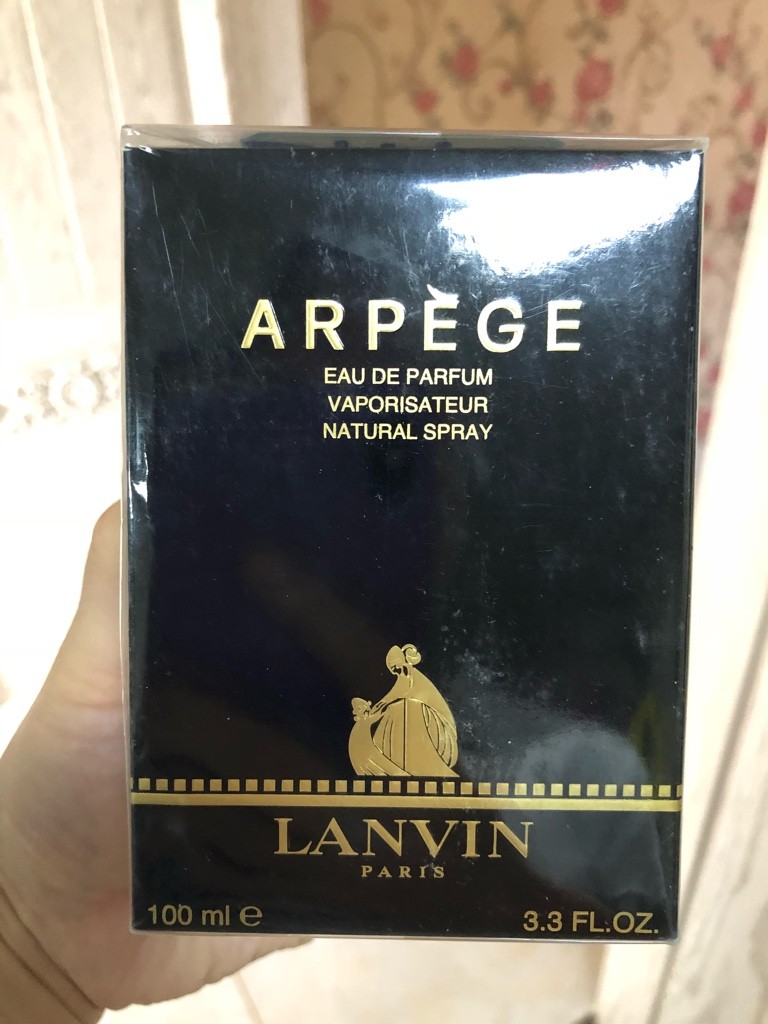 ARPÈGE
EAU DE PARFUM
VAPORISATEUR
NATURAL SPRAY
LANVIN
PARIS
100 ml ℮ 3.3 FL.OZ.